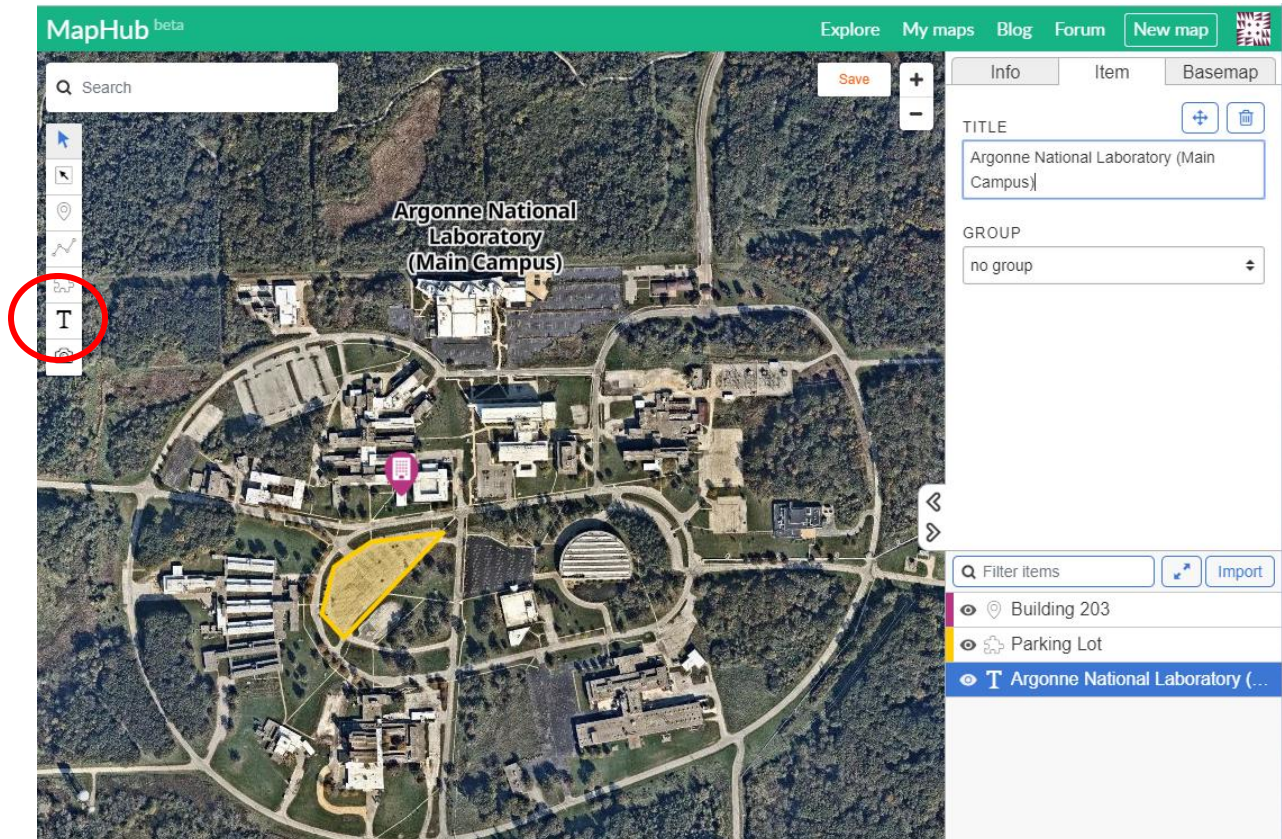 MapHub beta
Explore My maps Blog Forum New map
Search
Save
+
−
Info Item Basemap
TITLE
Argonne National Laboratory (Main
Campus)
GROUP
no group
Argonne National
Laboratory
(Main Campus)
T
Filter items Import
Building 203
Parking Lot
T Argonne National Laboratory (...